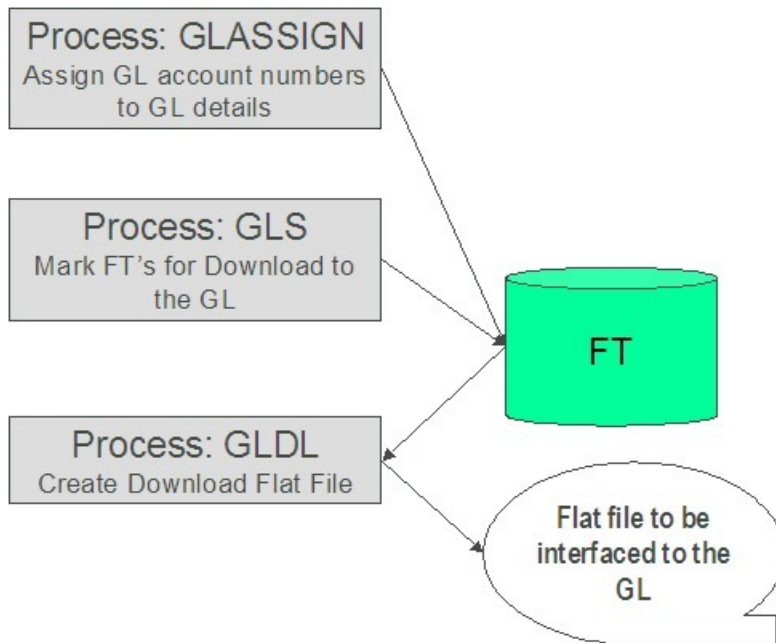 Process: GLASSIGN
Assign GL account numbers
to GL details
Process: GLS
Mark FT's for Download to
the GL
FT
Process: GLDL
Create Download Flat File
Flat file to be
interfaced to the
GL